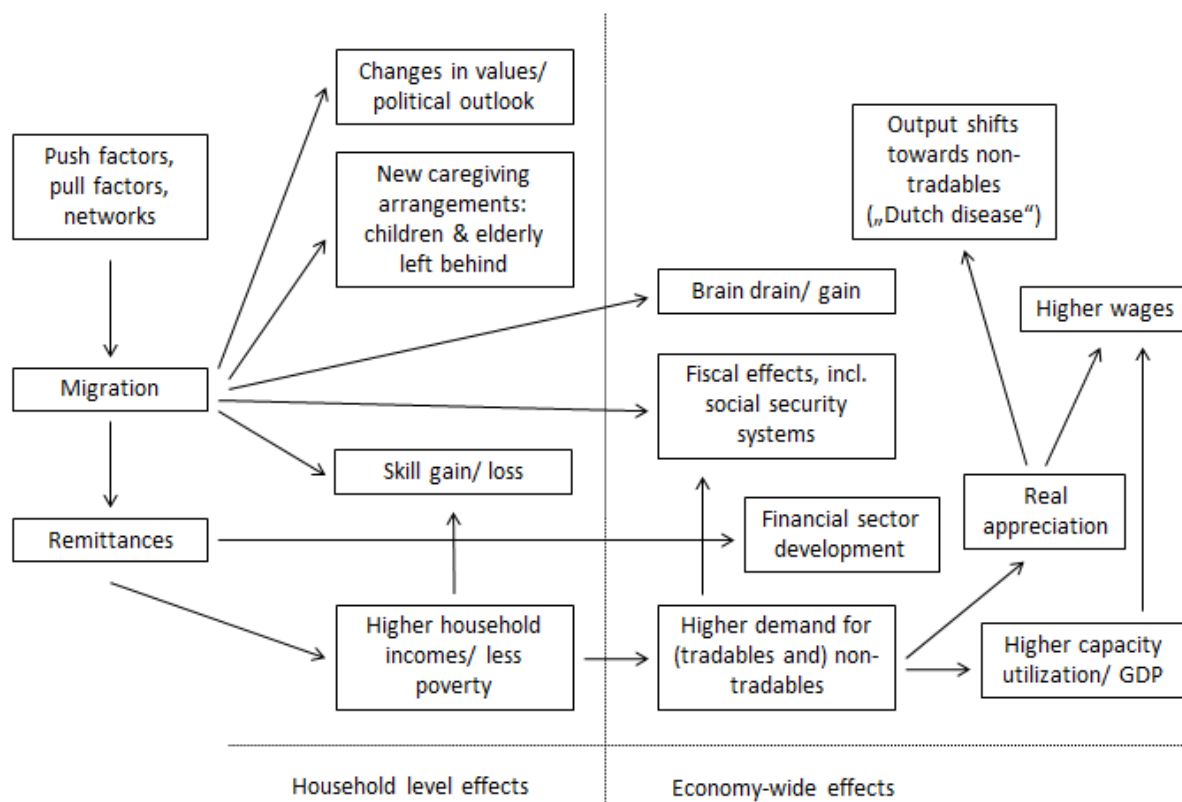 Changes in values/
political outlook
Push factors,
pull factors,
networks
New caregiving
arrangements:
children & elderly
left behind
Output shifts
towards non-
tradables
(„Dutch disease“)
Brain drain/ gain
Higher wages
Migration
Fiscal effects, incl.
social security
systems
Skill gain/ loss
Real
appreciation
Remittances
Financial sector
development
Higher household
incomes/ less
poverty
Higher demand for
(tradables and) non-
tradables
Higher capacity
utilization/ GDP
Household level effects
Economy-wide effects